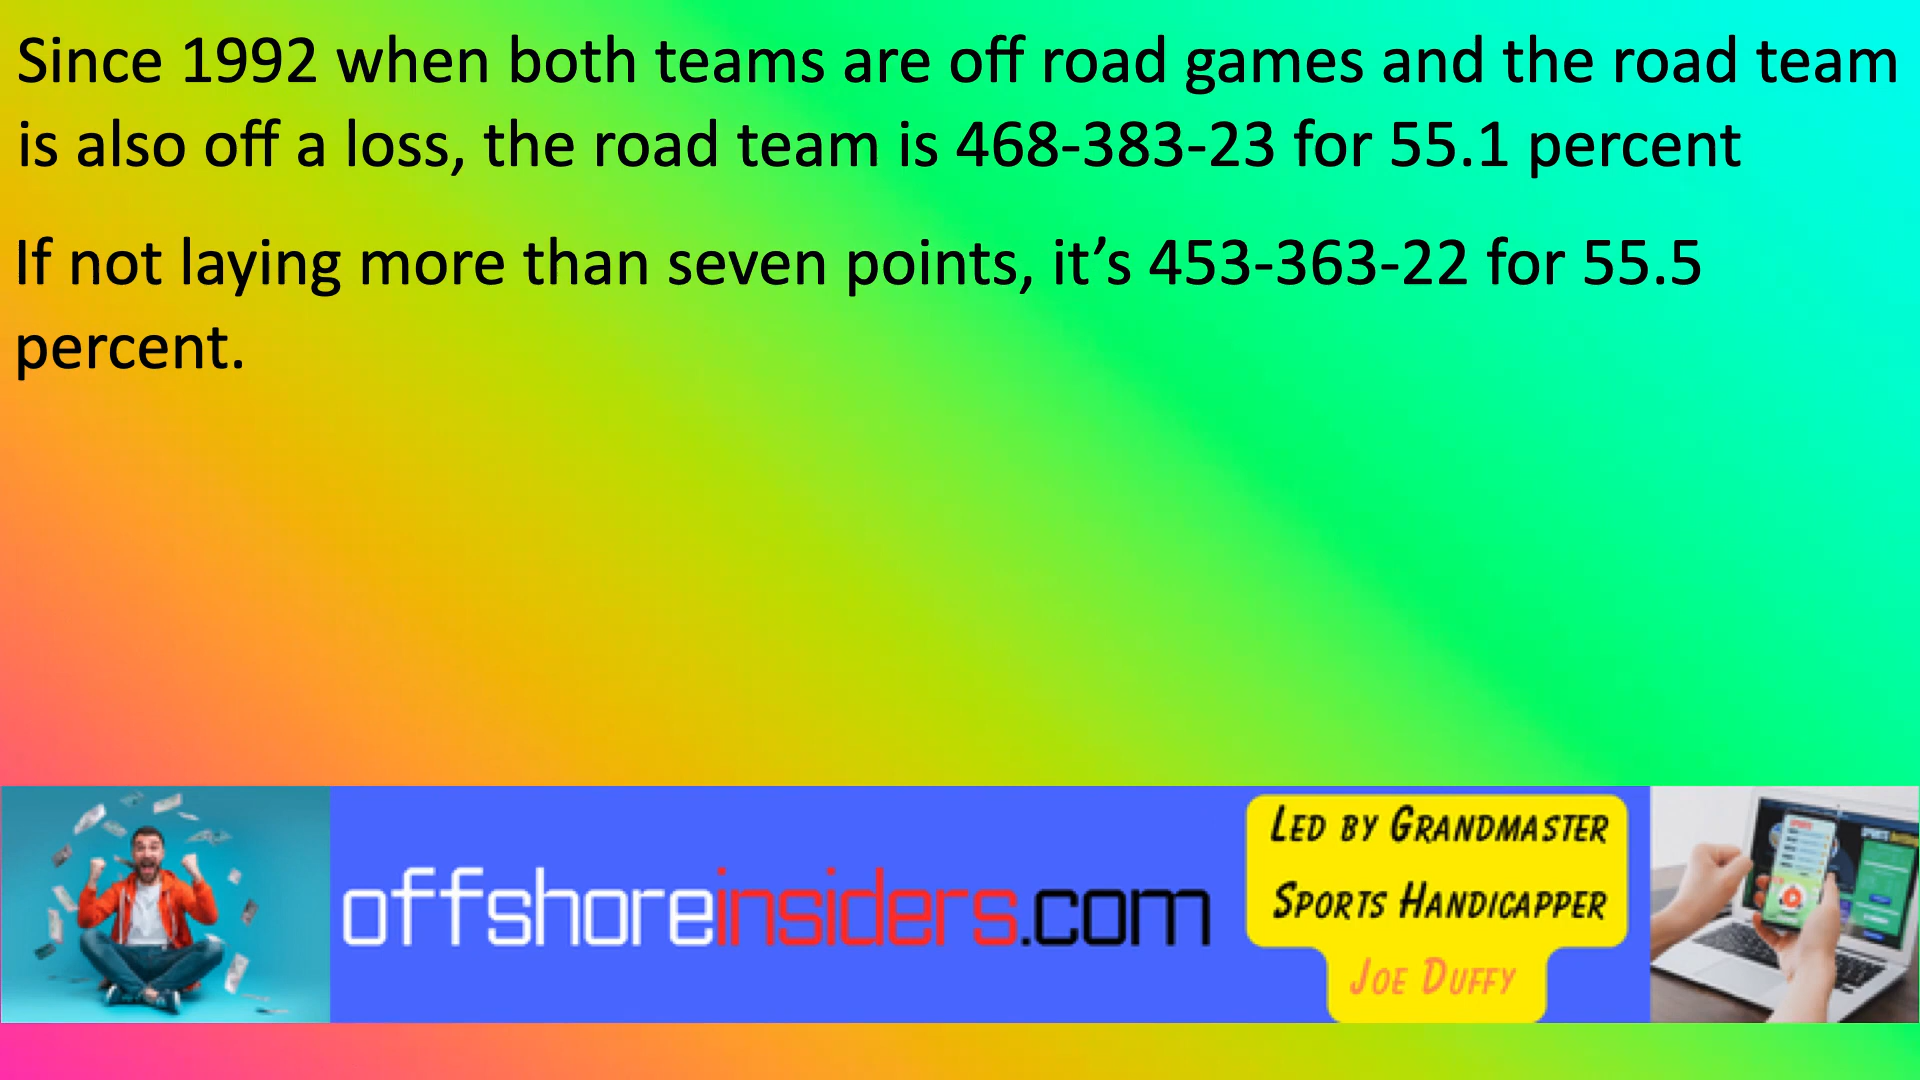 Since 1992 when both teams are off road games and the road team
is also off a loss, the road team is 468-383-23 for 55.1 percent
If not laying more than seven points, it’s 453-363-22 for 55.5
percent.
offshoreinsiders.com
Led by Grandmaster
Sports Handicapper
Joe Duffy